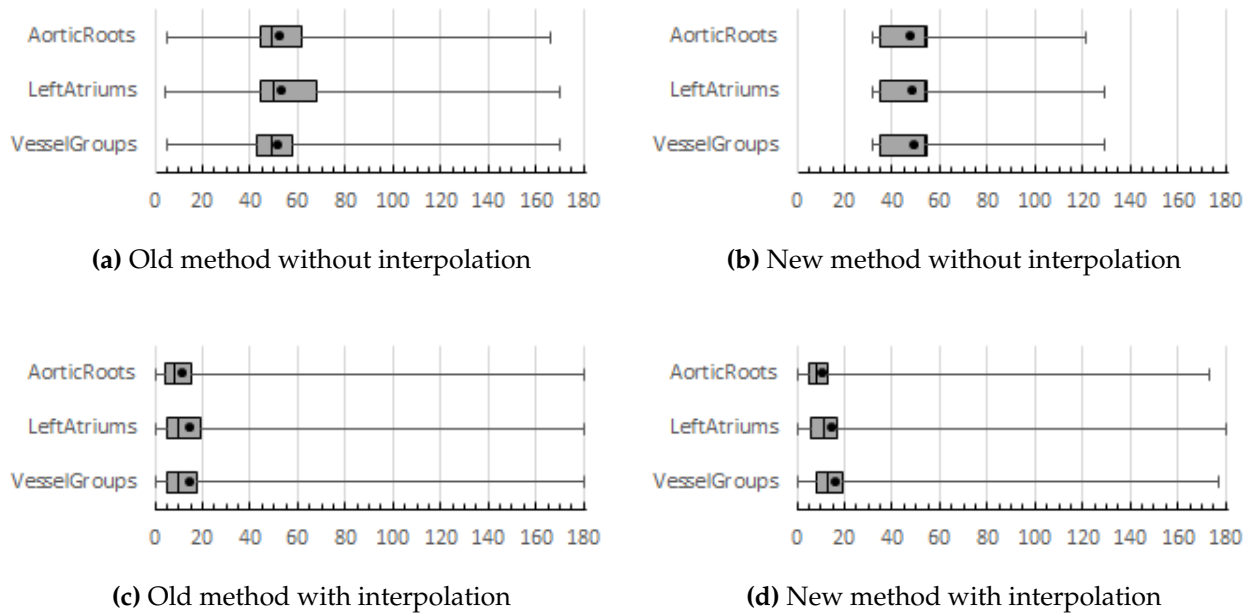 AorticRoots
LeftAtriums
VesselGroups
0 20 40 60 80 100 120 140 160 180
(a) Old method without interpolation
AorticRoots
LeftAtriums
VesselGroups
0 20 40 60 80 100 120 140 160 180
(b) New method without interpolation
AorticRoots
LeftAtriums
VesselGroups
0 20 40 60 80 100 120 140 160 180
(c) Old method with interpolation
AorticRoots
LeftAtriums
VesselGroups
0 20 40 60 80 100 120 140 160 180
(d) New method with interpolation